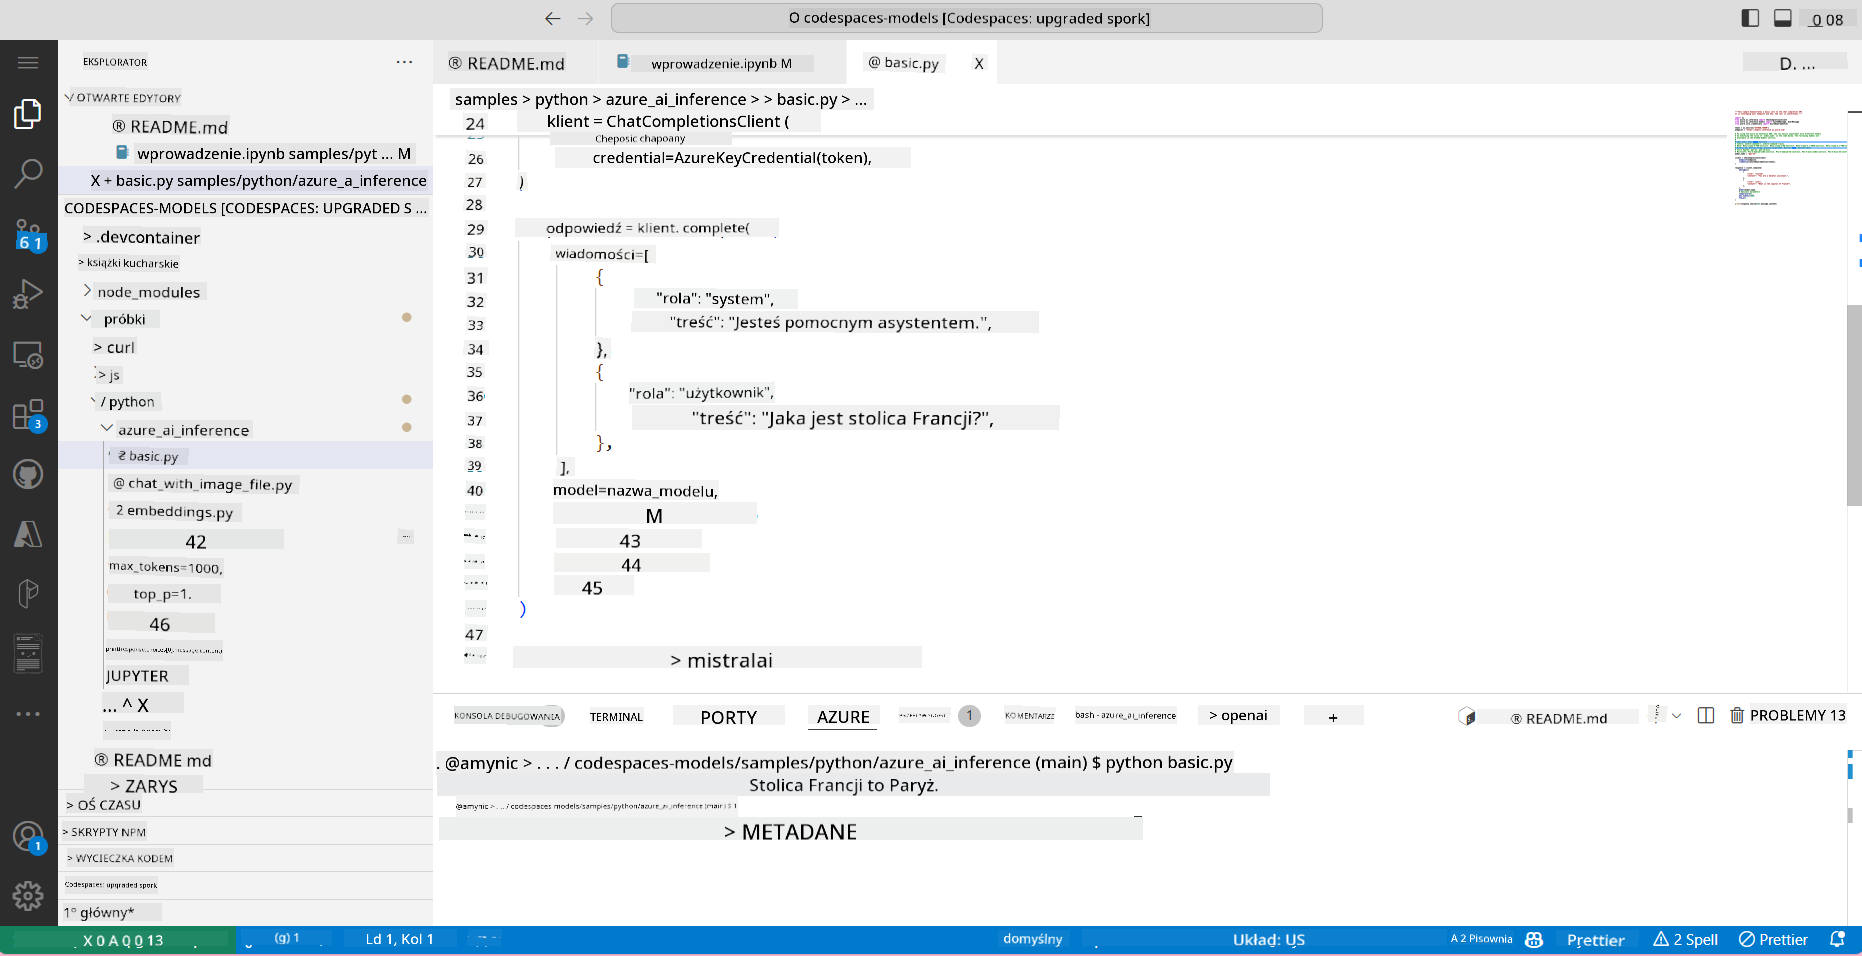 O codespaces-models [Codespaces: upgraded spork]
08
EKSPLORATOR
...
OTWARTE EDYTORY
® README.md
wprowadzenie.ipynb samples/pyt ... M
X + basic.py samples/python/azure_a_inference
CODESPACES-MODELS [CODESPACES: UPGRADED S ...
> .devcontainer
> książki kucharskie
node_modules
próbki
> curl
> js
/ python
azure_ai_inference
basic.py
@ chat_with_image_file.py
2 embeddings.py
42
max_tokens=1000,
top_p=1.
46
print(response.choices[0].message.content)
JUPYTER
... ^ X
® README md
> ZARYS
> OŚ CZASU
> SKRYPTY NPM
> WYCIECZKA KODEM
Codespaces: upgraded spork
1° główny*
61
3
1
® README.md
wprowadzenie.ipynb M
@ basic.py X
D. ...
samples > python > azure_ai_inference > > basic.py > ...
24 klient = ChatCompletionsClient (
Cheposic chapoany
26 credential=AzureKeyCredential(token),
27 )
28
29 odpowiedź = klient. complete(
30 wiadomości=[
31 {
32 "rola": "system",
33 "treść": "Jesteś pomocnym asystentem.",
34 },
35 {
36 "rola": "użytkownik",
37 "treść": "Jaka jest stolica Francji?",
38 },
39 ],
40 model=nazwa_modelu,
M
43
44
45
)
47
> mistralai
KONSOLA DEBUGOWANIA
TERMINAL
PORTY
AZURE
1
KOMENTARZE
bash - azure_ai_inference
> openai
+
® README.md
PROBLEMY 13
. @amynic > . . . / codespaces-models/samples/python/azure_ai_inference (main) $ python basic.py
Stolica Francji to Paryż.
@amynic > . . . / codespaces models/samples/python/azure_ai_inference (main) $ 1
> METADANE
X 0 A Q Q 13
(g) 1
Ld 1, Kol 1
domyślny
Układ: US
A 2 Pisownia
Prettier
2 Spell
Prettier